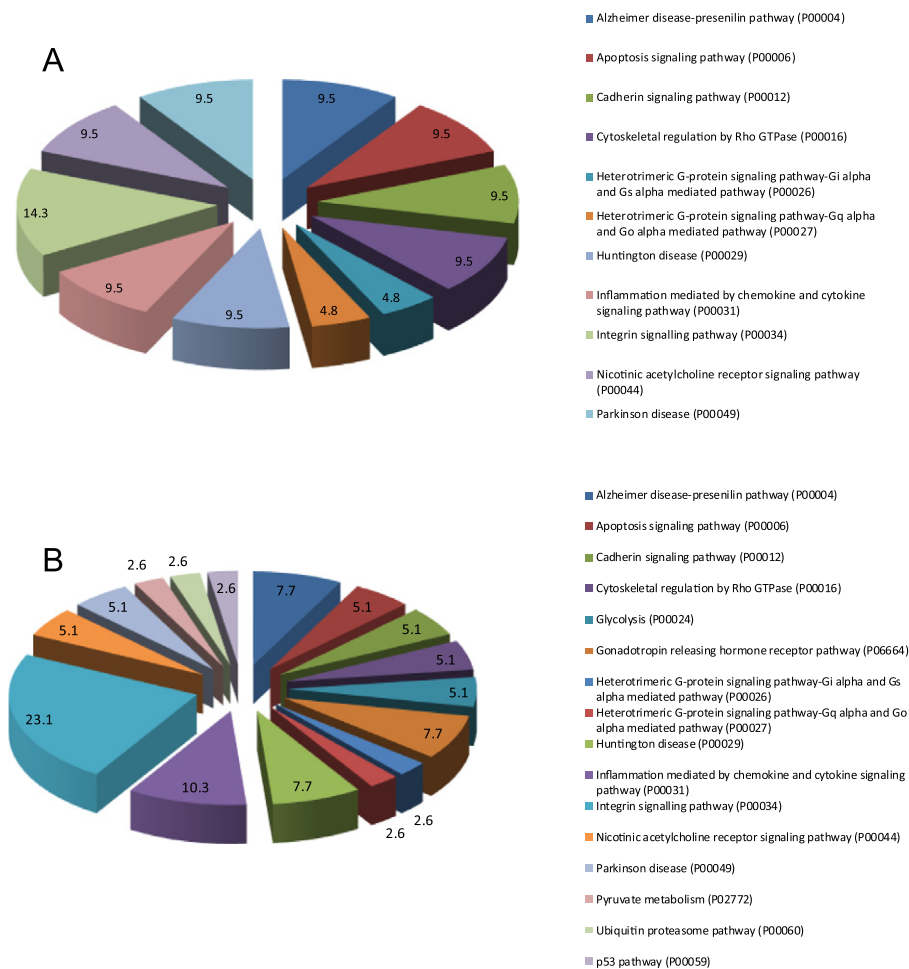 A
9.5
9.5
9.5
9.5
4.8
4.8
9.5
9.5
14.3
9.5
9.5
Alzheimer disease-presenilin pathway (P00004)
Apoptosis signaling pathway (P00006)
Cadherin signaling pathway (P00012)
Cytoskeletal regulation by Rho GTPase (P00016)
Heterotrimeric G-protein signaling pathway-Gi alpha
and Gs alpha mediated pathway (P00026)
Heterotrimeric G-protein signaling pathway-Gq alpha
and Go alpha mediated pathway (P00027)
Huntington disease (P00029)
Inflammation mediated by chemokine and cytokine
signaling pathway (P00031)
Integrin signalling pathway (P00034)
Nicotinic acetylcholine receptor signaling pathway
(P00044)
Parkinson disease (P00049)
B
7.7
5.1
5.1
5.1
5.1
7.7
2.6
2.6
7.7
10.3
23.1
5.1
5.1
2.6
2.6
2.6
Alzheimer disease-presenilin pathway (P00004)
Apoptosis signaling pathway (P00006)
Cadherin signaling pathway (P00012)
Cytoskeletal regulation by Rho GTPase (P00016)
Glycolysis (P00024)
Gonadotropin releasing hormone receptor pathway (P06664)
Heterotrimeric G-protein signaling pathway-Gi alpha and Gs
alpha mediated pathway (P00026)
Heterotrimeric G-protein signaling pathway-Gq alpha and Go
alpha mediated pathway (P00027)
Huntington disease (P00029)
Inflammation mediated by chemokine and cytokine signaling
pathway (P00031)
Integrin signalling pathway (P00034)
Nicotinic acetylcholine receptor signaling pathway (P00044)
Parkinson disease (P00049)
Pyruvate metabolism (P02772)
Ubiquitin proteasome pathway (P00060)
p53 pathway (P00059)